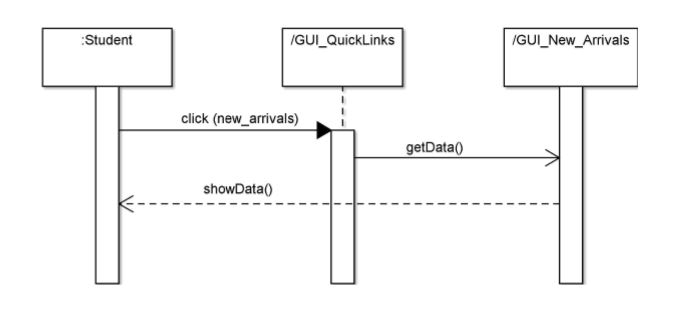 :Student
/GUI_QuickLinks
/GUI_New_Arrivals
click (new_arrivals)
getData()
showData()